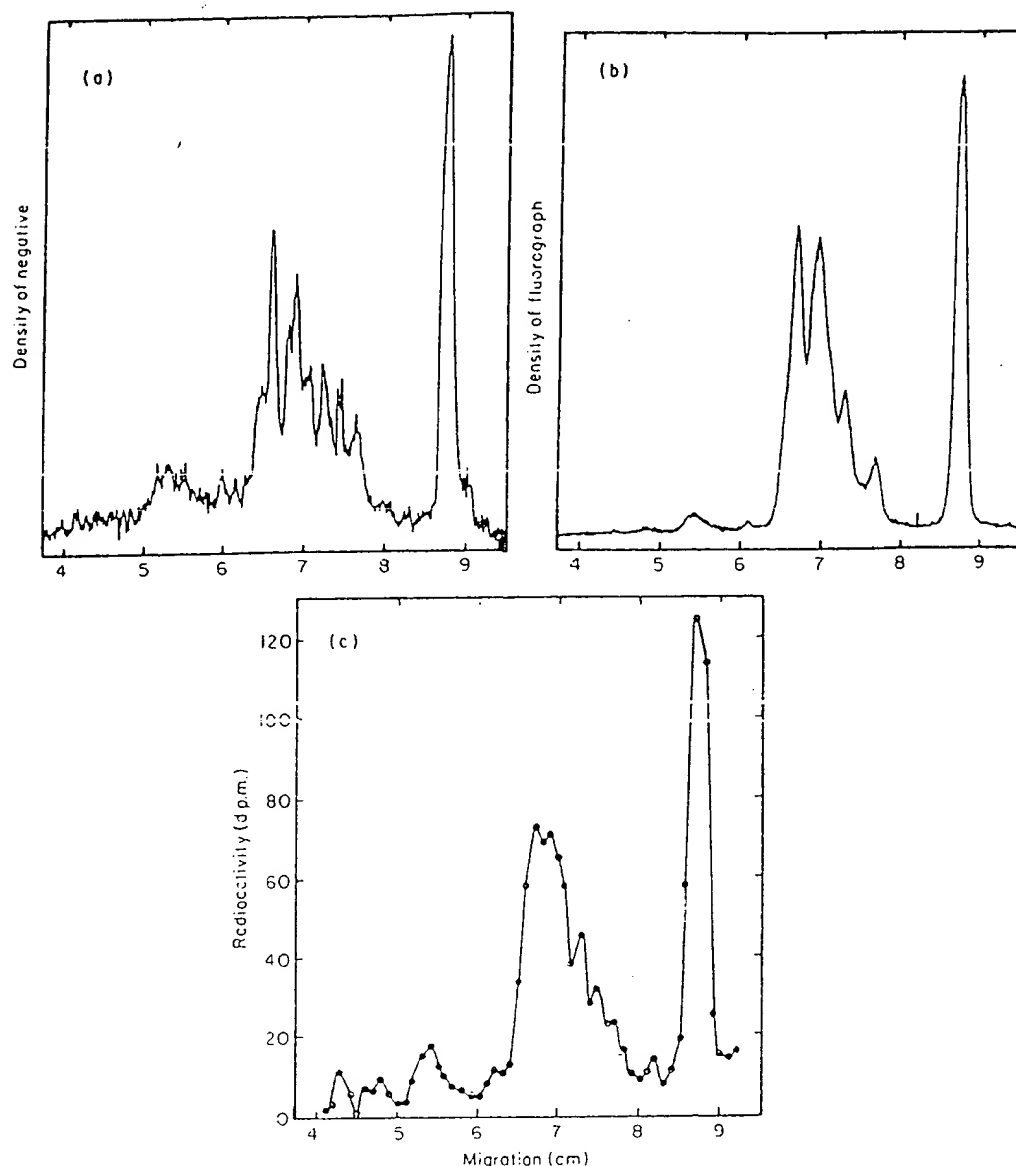 (a)
Density of negative
4 5 6 7 8 9
(b)
Density of fluorograph
4 5 6 7 8 9
(c)
Radioactivity (d.p.m.)
120
100
80
60
40
20
0
4 5 6 7 8 9
Migration (cm)